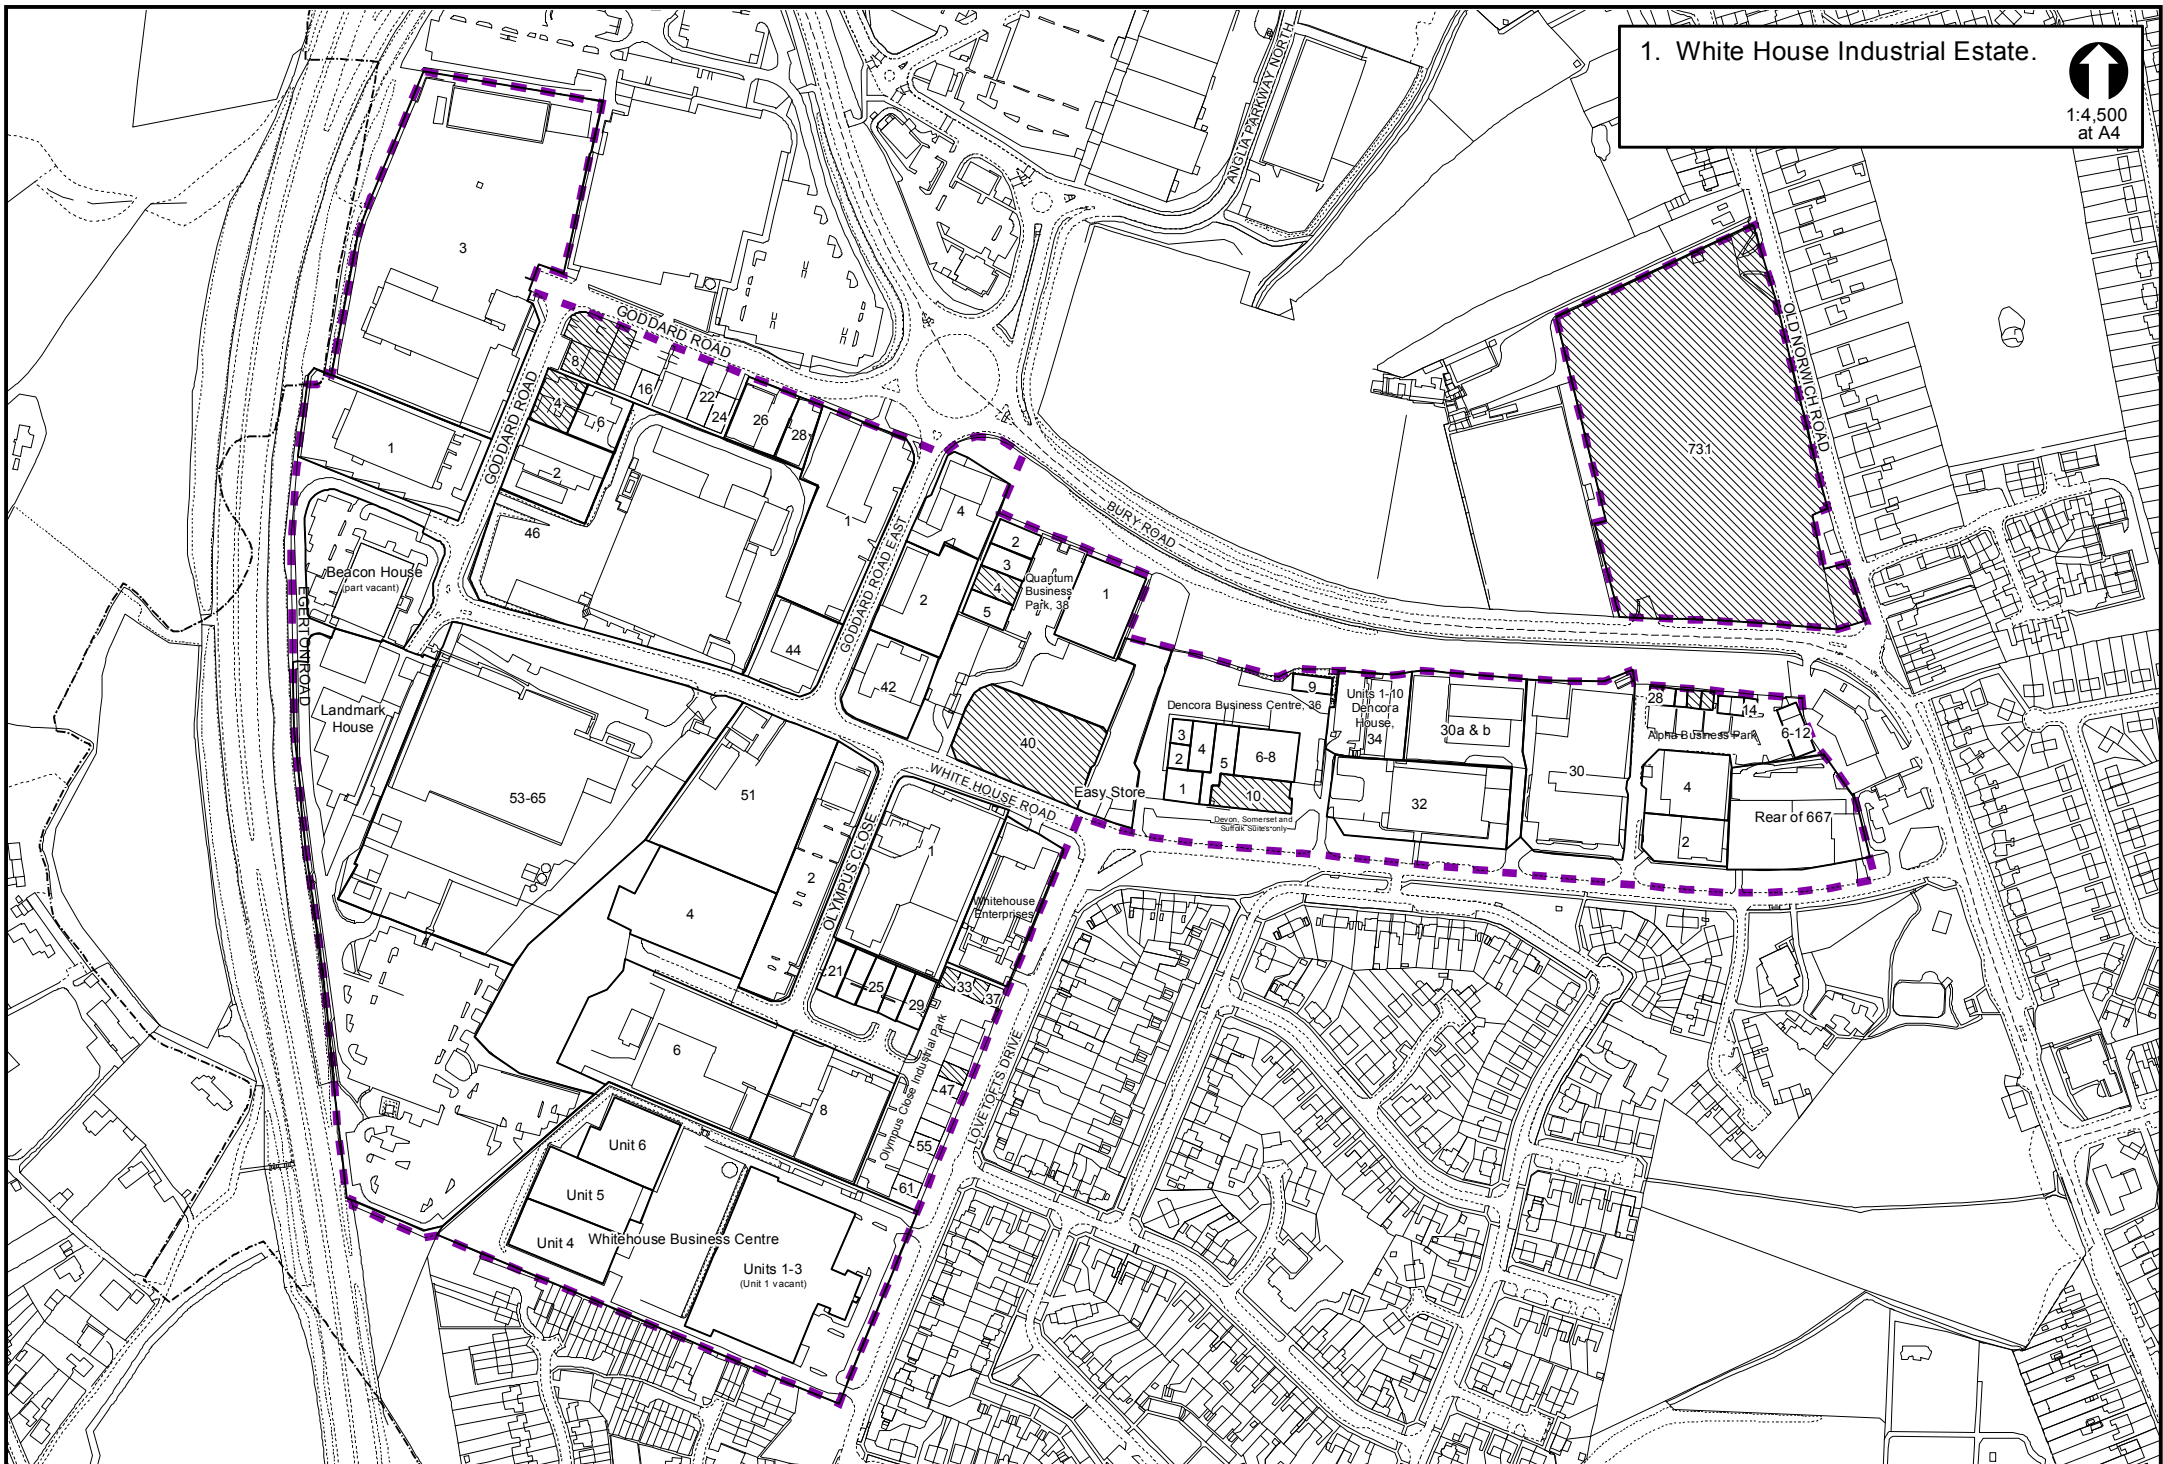 1. White House Industrial Estate.
1:4,500
at A4
ANGLIA PARKWAY NORTH
3
GODDARD ROAD
OLD NORWICH ROAD
8
16
22
24
26
28
4
6
GODDARD ROAD
1
2
731
46
1
4
BURY ROAD
GODDARD ROAD EAST
2
3
4
5
Quantum
Business
Park, 38
1
Beacon House
(part vacant)
EGERTON ROAD
2
44
42
Landmark
House
9
Units 1-10
Dencora
House,
34
Dencora Business Centre, 36
3
2
4
5
6-8
1
10
Devon, Somerset and
Suffolk Suites only
30a & b
32
30
28
14
6-12
Alpha Business Park
4
2
Rear of 667
40
WHITE HOUSE ROAD
Easy Store
51
53-65
OLYMPUS CLOSE
2
1
4
Whitehouse
Enterprises
21
25
29
33
37
6
8
Olympus Close Industrial Park
LOVETOFTS DRIVE
47
55
61
Unit 6
Unit 5
Unit 4
Whitehouse Business Centre
Units 1-3
(Unit 1 vacant)